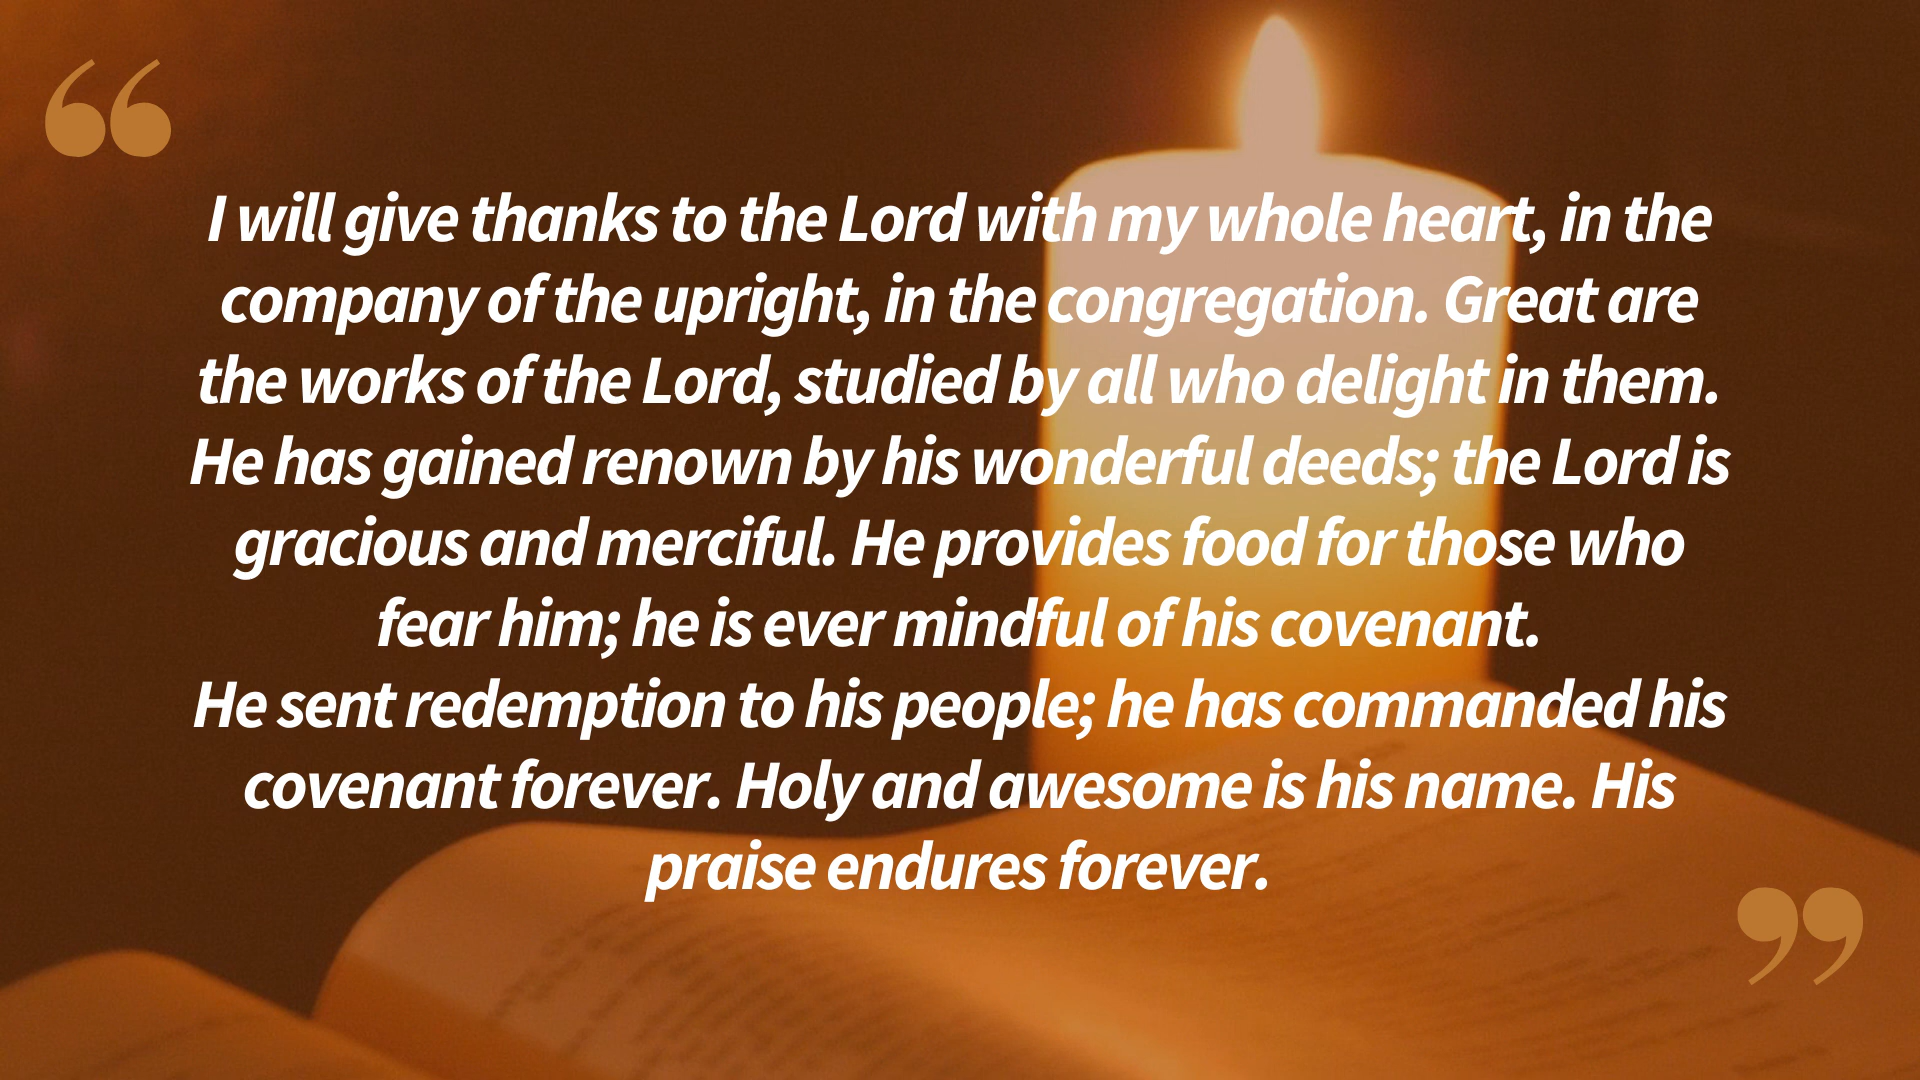 “
I will give thanks to the Lord with my whole heart, in the
company of the upright, in the congregation. Great are
the works of the Lord, studied by all who delight in them.
He has gained renown by his wonderful deeds; the Lord is
gracious and merciful. He provides food for those who
fear him; he is ever mindful of his covenant.
He sent redemption to his people; he has commanded his
covenant forever. Holy and awesome is his name. His
praise endures forever.
”